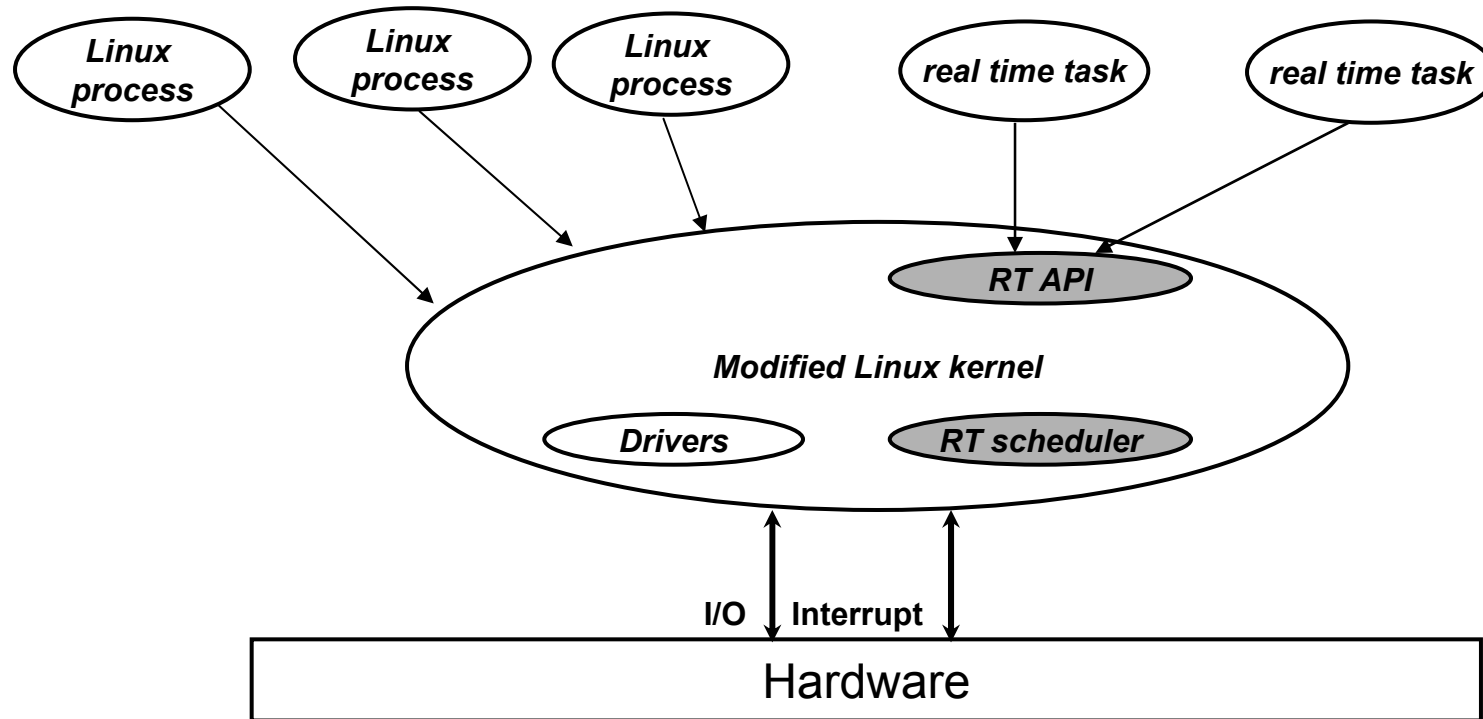 Linux
process
Linux
process
Linux
process
real time task
real time task
RT API
Modified Linux kernel
Drivers
RT scheduler
I/O
Interrupt
Hardware